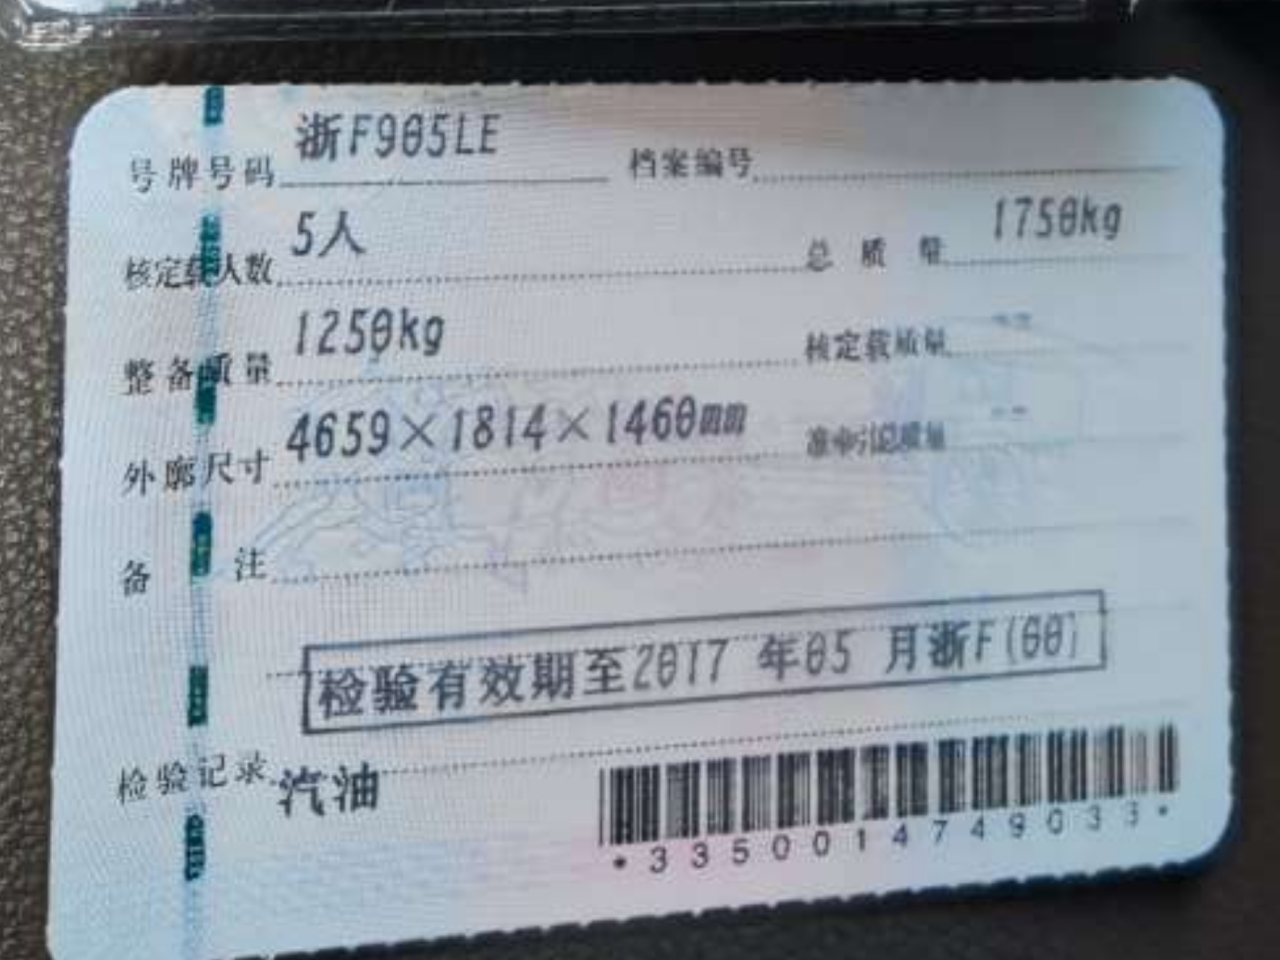 号牌号码 浙F905LE 档案编号
核定载人数 5人 总质量 1750kg
整备质量 1250kg 核定载质量 --
外廓尺寸 4659×1814×1460mm 准牵引总质量 --
备注
检验有效期至2017年05月浙F(00)
检验记录 汽油
*3350014749033*